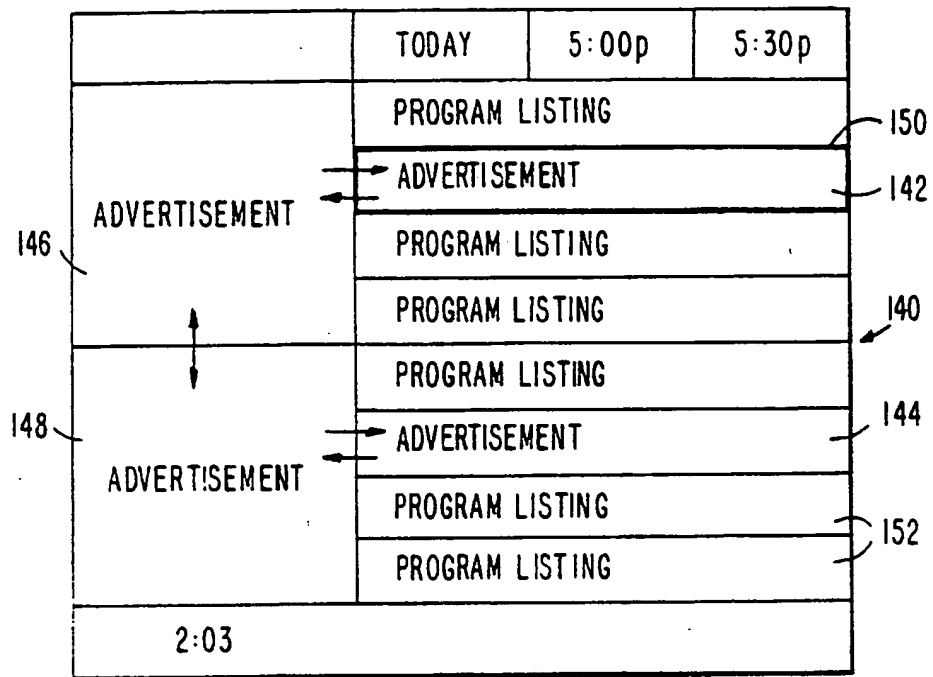 TODAY 5:00p 5:30p
PROGRAM LISTING
150
ADVERTISEMENT
142
ADVERTISEMENT
146
PROGRAM LISTING
PROGRAM LISTING
140
PROGRAM LISTING
148
ADVERTISEMENT
144
ADVERTISEMENT
PROGRAM LISTING
152
PROGRAM LISTING
2:03